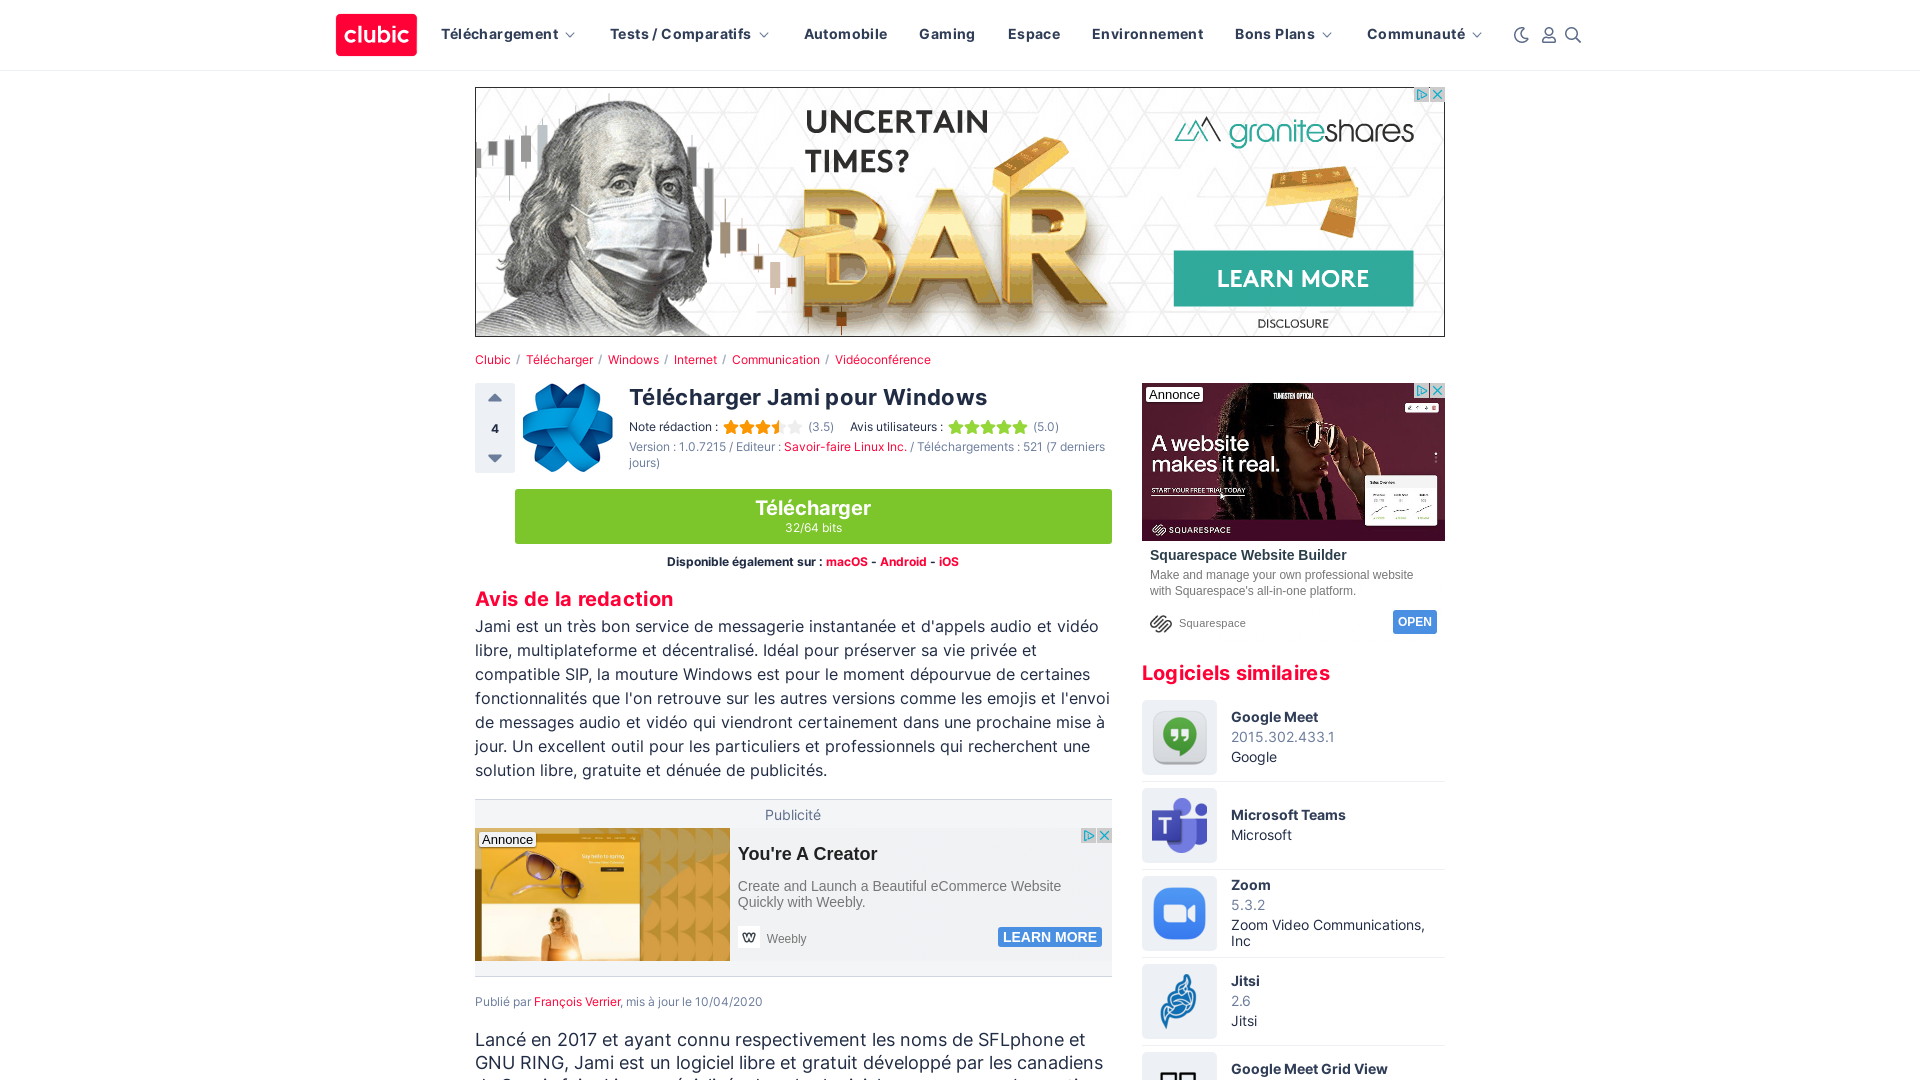 clubic
Téléchargement
Tests / Comparatifs
Automobile
Gaming
Espace
Environnement
Bons Plans
Communauté
UNCERTAIN
TIMES?
BAR
graniteshares
LEARN MORE
DISCLOSURE
Clubic / Télécharger / Windows / Internet / Communication / Vidéoconférence
4
Télécharger Jami pour Windows
Note rédaction : (3.5) Avis utilisateurs : (5.0)
Version : 1.0.7215 / Editeur : Savoir-faire Linux Inc. / Téléchargements : 521 (7 derniers
jours)
Télécharger
32/64 bits
Disponible également sur : macOS - Android - iOS
Avis de la redaction
Jami est un très bon service de messagerie instantanée et d'appels audio et vidéo
libre, multiplateforme et décentralisé. Idéal pour préserver sa vie privée et
compatible SIP, la mouture Windows est pour le moment dépourvue de certaines
fonctionnalités que l'on retrouve sur les autres versions comme les emojis et l'envoi
de messages audio et vidéo qui viendront certainement dans une prochaine mise à
jour. Un excellent outil pour les particuliers et professionnels qui recherchent une
solution libre, gratuite et dénuée de publicités.
Publicité
Annonce
You're A Creator
Create and Launch a Beautiful eCommerce Website
Quickly with Weebly.
Weebly
LEARN MORE
Publié par François Verrier, mis à jour le 10/04/2020
Lancé en 2017 et ayant connu respectivement les noms de SFLphone et
GNU RING, Jami est un logiciel libre et gratuit développé par les canadiens
Annonce
TUNGSTEN OPTICAL
A website
makes it real.
START YOUR FREE TRIAL TODAY
SQUARESPACE
Squarespace Website Builder
Make and manage your own professional website
with Squarespace's all-in-one platform.
Squarespace
OPEN
Logiciels similaires
Google Meet
2015.302.433.1
Google
Microsoft Teams
Microsoft
Zoom
5.3.2
Zoom Video Communications,
Inc
Jitsi
2.6
Jitsi
Google Meet Grid View